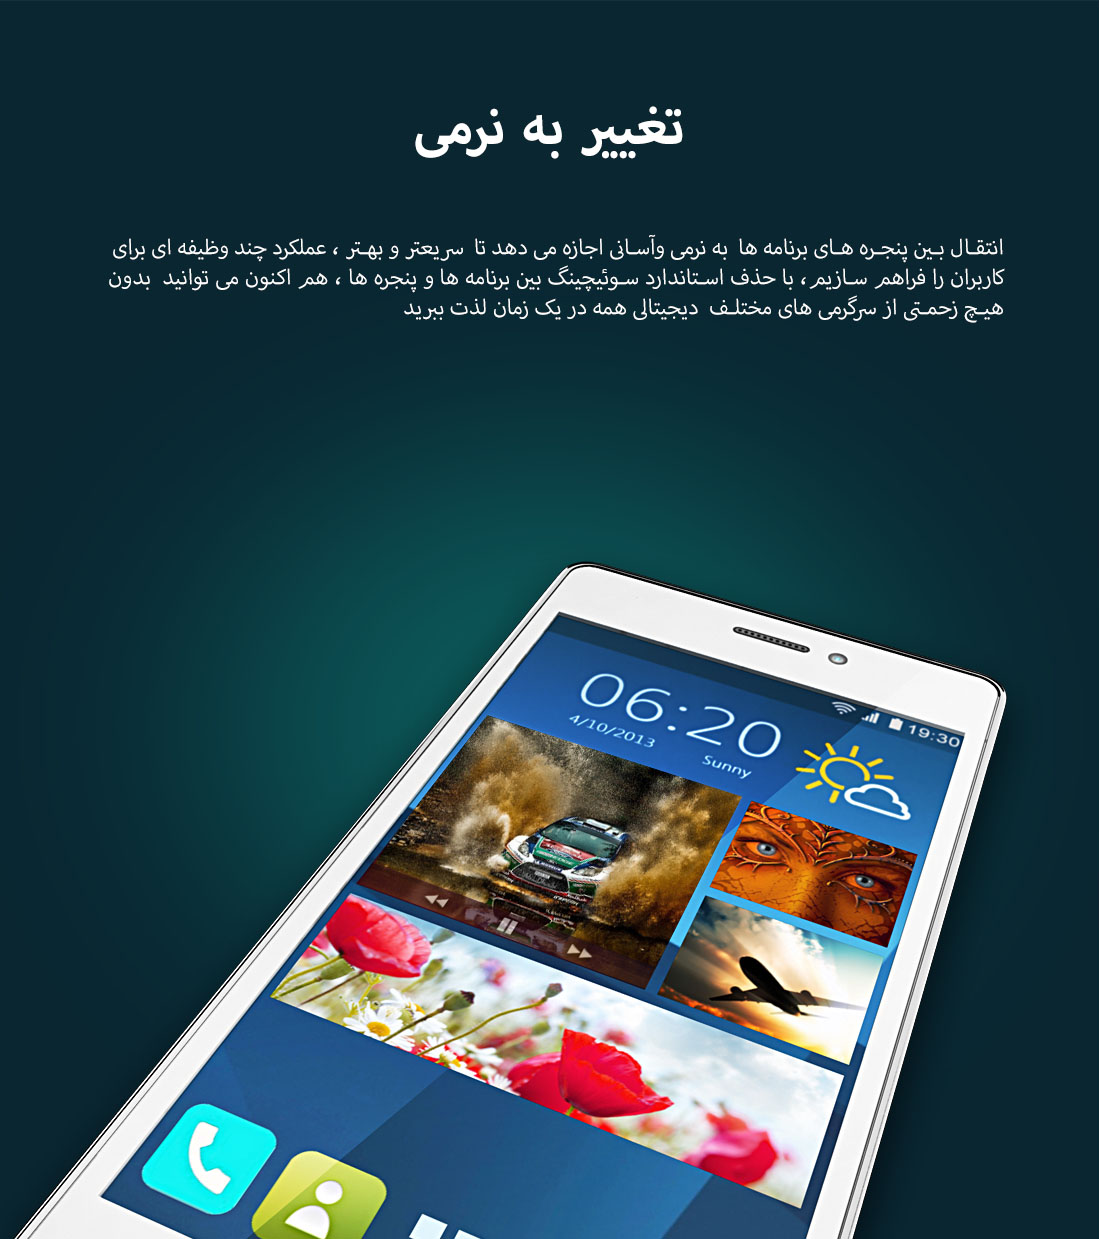 تغییر به نرمی
انتقال بین پنجره های برنامه ها به نرمی وآسانی اجازه می دهد تا سریعتر و بهتر ، عملکرد چند وظیفه ای برای
کاربران را فراهم سازیم، با حذف استاندارد سوئیچینگ بین برنامه ها و پنجره ها ، هم اکنون می توانید بدون
هیچ زحمتی از سرگرمی های مختلف دیجیتالی همه در یک زمان لذت ببرید
19:30
06:20
4/10/2013
Sunny